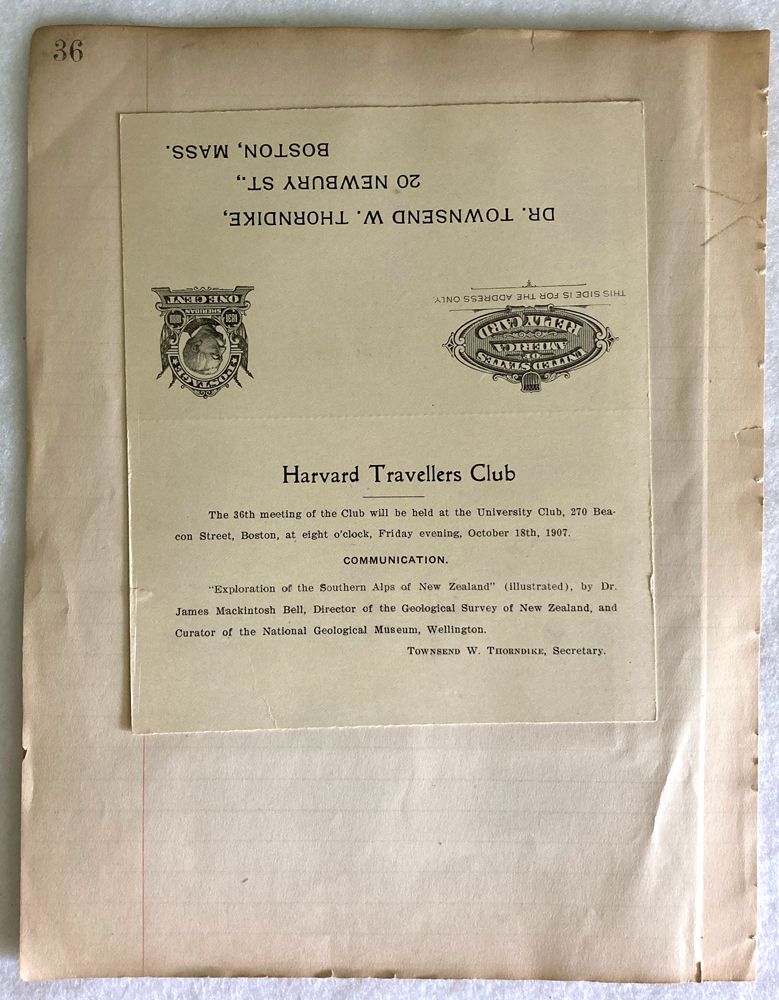 36
DR. TOWNSEND W. THORNDIKE,
20 NEWBURY ST.,
BOSTON, MASS.
THIS SIDE IS FOR THE ADDRESS ONLY
UNITED STATES
OF
AMERICA
REPLY CARD
POSTAGE
1831 1888
SHERIDAN
ONE CENT
Harvard Travellers Club
The 36th meeting of the Club will be held at the University Club, 270 Bea-
con Street, Boston, at eight o'clock, Friday evening, October 18th, 1907.
COMMUNICATION.
"Exploration of the Southern Alps of New Zealand" (illustrated), by Dr.
James Mackintosh Bell, Director of the Geological Survey of New Zealand, and
Curator of the National Geological Museum, Wellington.
TOWNSEND W. THORNDIKE, Secretary.